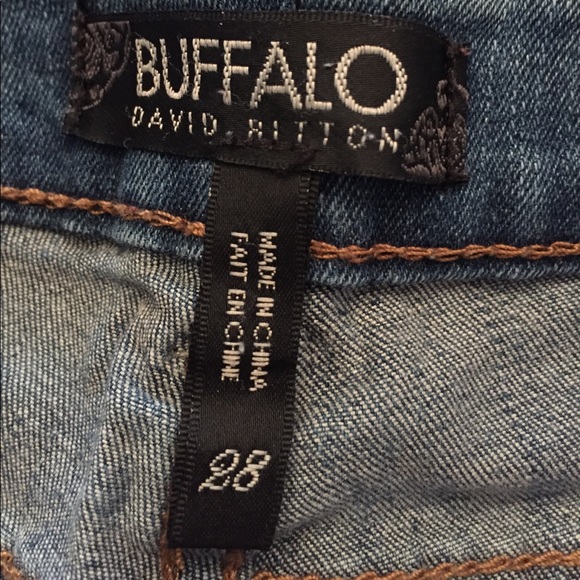 BUFFALO
DAVID BITTON
MADE IN CHINA
FAIT EN CHINE
28